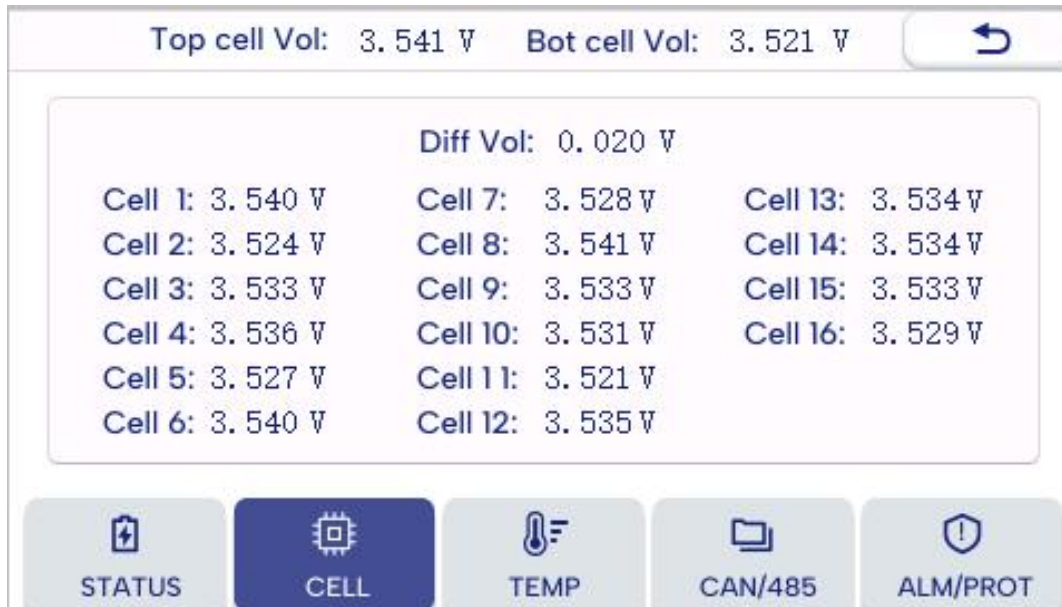 Top cell Vol: 3.541 V Bot cell Vol: 3.521 V
Diff Vol: 0.020 V
Cell 1: 3.540 V Cell 7: 3.528 V Cell 13: 3.534 V
Cell 2: 3.524 V Cell 8: 3.541 V Cell 14: 3.534 V
Cell 3: 3.533 V Cell 9: 3.533 V Cell 15: 3.533 V
Cell 4: 3.536 V Cell 10: 3.531 V Cell 16: 3.529 V
Cell 5: 3.527 V Cell 11: 3.521 V
Cell 6: 3.540 V Cell 12: 3.535 V
STATUS CELL TEMP CAN/485 ALM/PROT